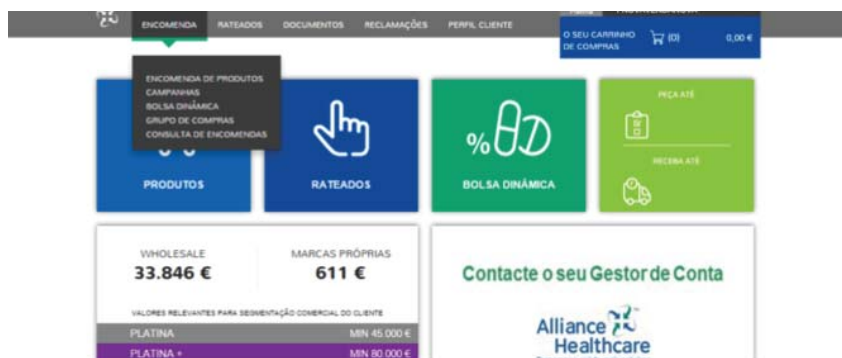 ENCOMENDA
RATEADOS
DOCUMENTOS
RECLAMAÇÕES
PERFIL CLIENTE
O SEU CARRINHO
DE COMPRAS
(0)
0,00 €
ENCOMENDA DE PRODUTOS
CAMPANHAS
BOLSA DINÂMICA
GRUPO DE COMPRAS
CONSULTA DE ENCOMENDAS
PRODUTOS
RATEADOS
%
BOLSA DINÂMICA
PEÇA ATÉ
RECEBA ATÉ
WHOLESALE
33.846 €
MARCAS PRÓPRIAS
611 €
VALORES RELEVANTES PARA SEGMENTAÇÃO COMERCIAL DO CLIENTE
PLATINA MIN 45.000 €
PLATINA + MIN 80.000 €
Contacte o seu Gestor de Conta
Alliance
Healthcare